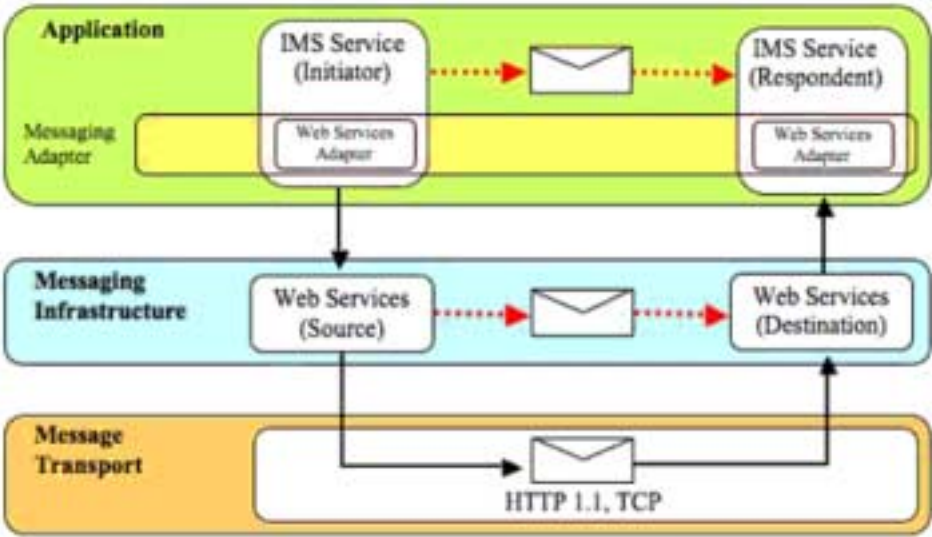 Application
IMS Service
(Initiator)
IMS Service
(Respondent)
Messaging
Adapter
Web Services
Adapter
Web Services
Adapter
Messaging
Infrastructure
Web Services
(Source)
Web Services
(Destination)
Message
Transport
HTTP 1.1, TCP